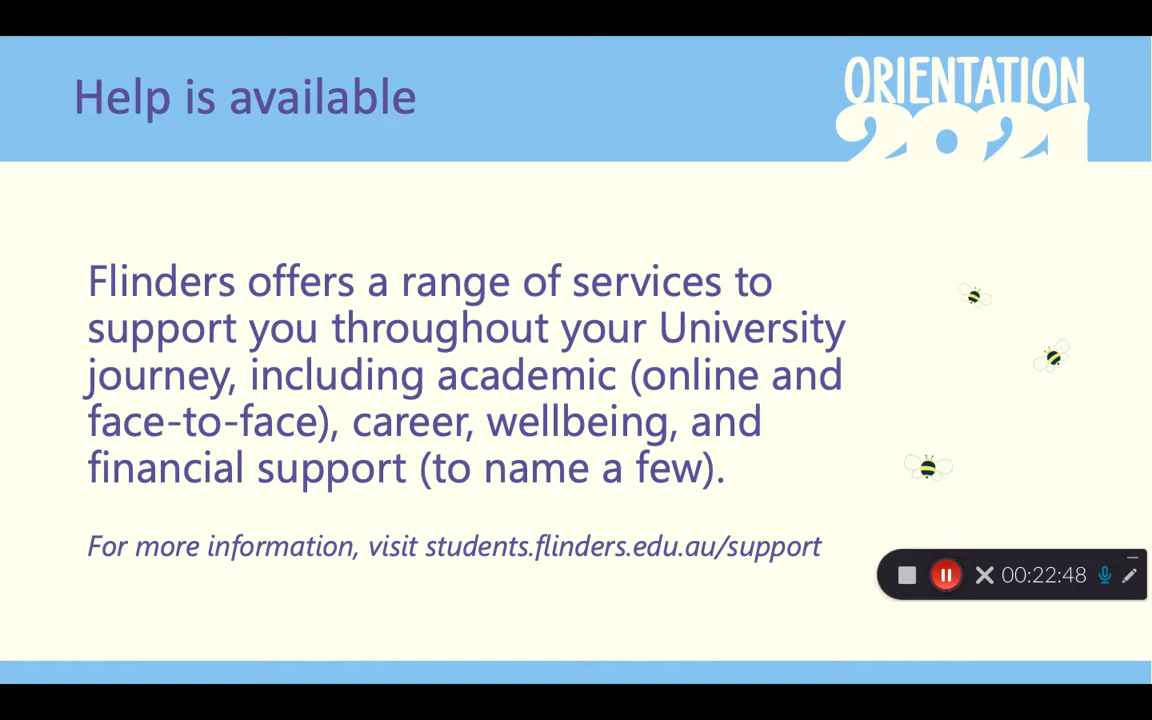 Help is available
ORIENTATION
2021
Flinders offers a range of services to
support you throughout your University
journey, including academic (online and
face-to-face), career, wellbeing, and
financial support (to name a few).
For more information, visit students.flinders.edu.au/support
00:22:48